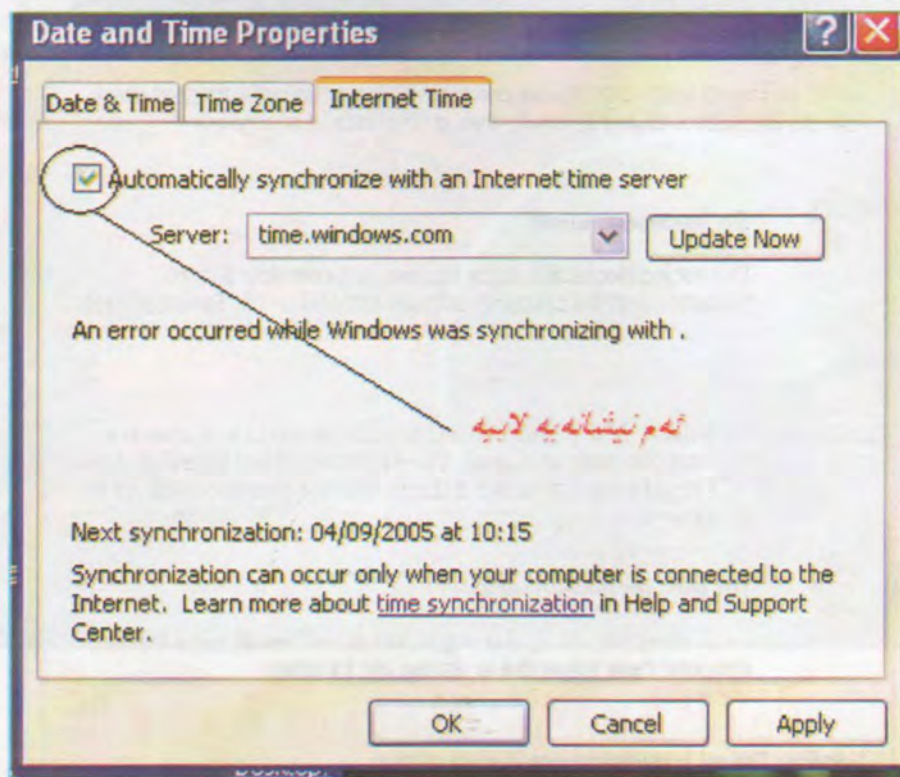 Date and Time Properties
Date & Time Time Zone Internet Time
Automatically synchronize with an Internet time server
Server: time.windows.com Update Now
An error occurred while Windows was synchronizing with .
ئەم نیشانەیە لابیە
Next synchronization: 04/09/2005 at 10:15
Synchronization can occur only when your computer is connected to the
Internet. Learn more about time synchronization in Help and Support
Center.
OK Cancel Apply